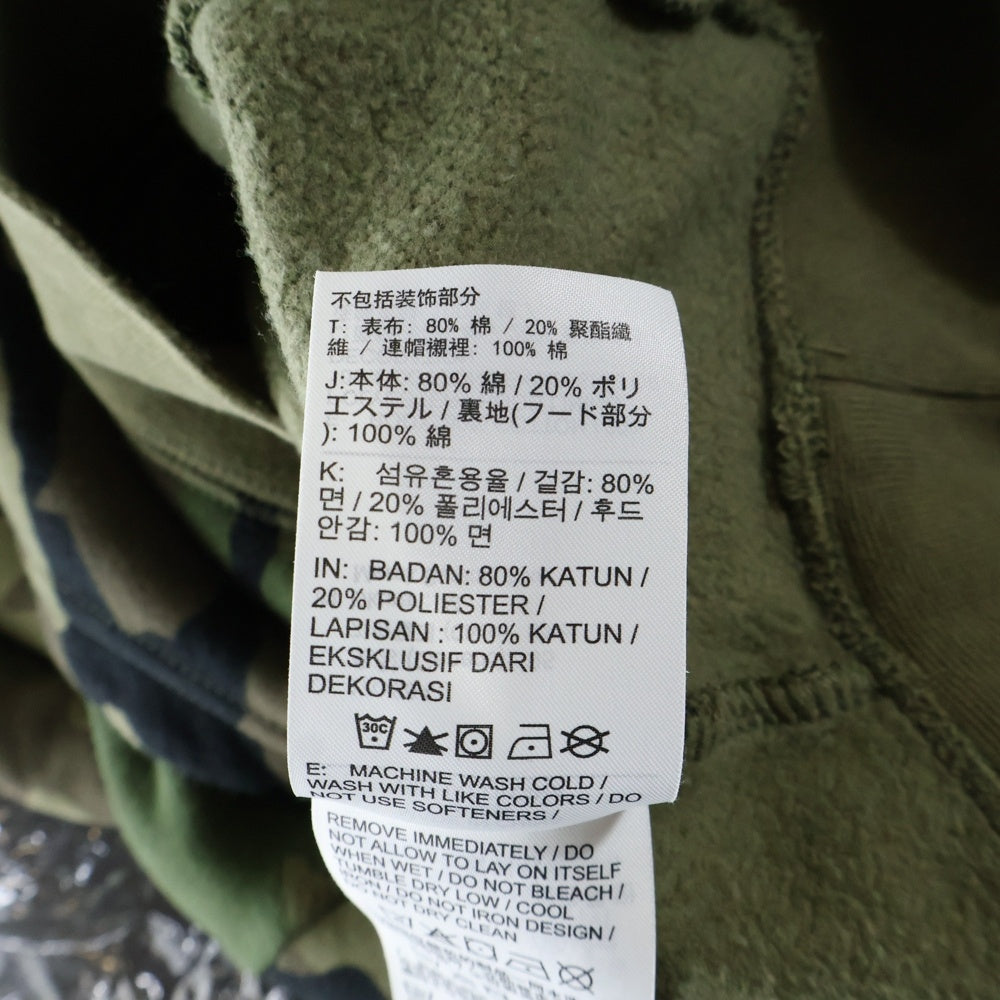 不包括装饰部分
T: 表布: 80% 棉 / 20% 聚酯纖
維 / 連帽襯裡: 100% 棉
J:本体: 80% 綿 / 20% ポリ
エステル / 裏地(フード部分
): 100% 綿
K: 섬유혼용율 / 겉감: 80%
면 / 20% 폴리에스터 / 후드
안감: 100% 면
IN: BADAN: 80% KATUN /
20% POLIESTER /
LAPISAN : 100% KATUN /
EKSKLUSIF DARI
DEKORASI
30C
E: MACHINE WASH COLD /
WASH WITH LIKE COLORS / DO
NOT USE SOFTENERS /
REMOVE IMMEDIATELY / DO
NOT ALLOW TO LAY ON ITSELF
WHEN WET / DO NOT BLEACH /
TUMBLE DRY LOW / COOL
IRON / DO NOT IRON DESIGN /
DO NOT DRY CLEAN